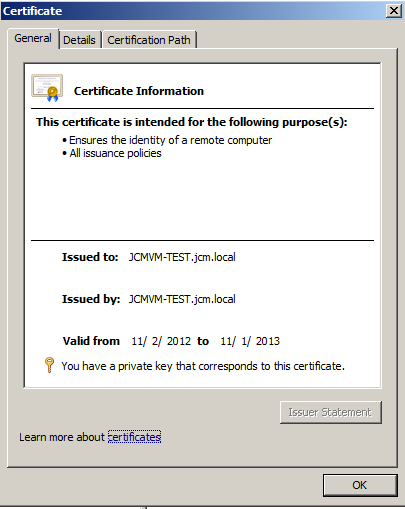 Certificate
General Details Certification Path
Certificate Information
This certificate is intended for the following purpose(s):
• Ensures the identity of a remote computer
• All issuance policies
Issued to: JCMVM-TEST.jcm.local
Issued by: JCMVM-TEST.jcm.local
Valid from 11/ 2/ 2012 to 11/ 1/ 2013
You have a private key that corresponds to this certificate.
Issuer Statement
Learn more about certificates
OK